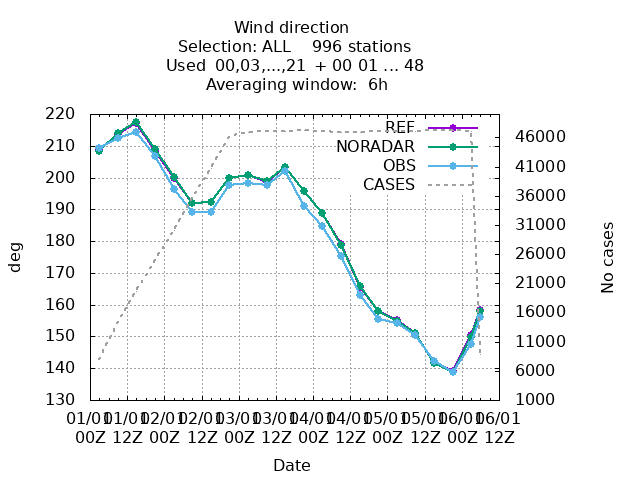 Wind direction
Selection: ALL    996 stations
Used  00,03,...,21  + 00 01 ... 48
Averaging window:  6h
220
210
200
190
180
170
160
150
140
130
deg
REF
NORADAR
OBS
CASES
46000
41000
36000
31000
26000
21000
16000
11000
6000
1000
No cases
01/01 01/01 02/01 02/01 03/01 03/01 04/01 04/01 05/01 05/01 06/01 06/01
00Z 12Z 00Z 12Z 00Z 12Z 00Z 12Z 00Z 12Z 00Z 12Z
Date